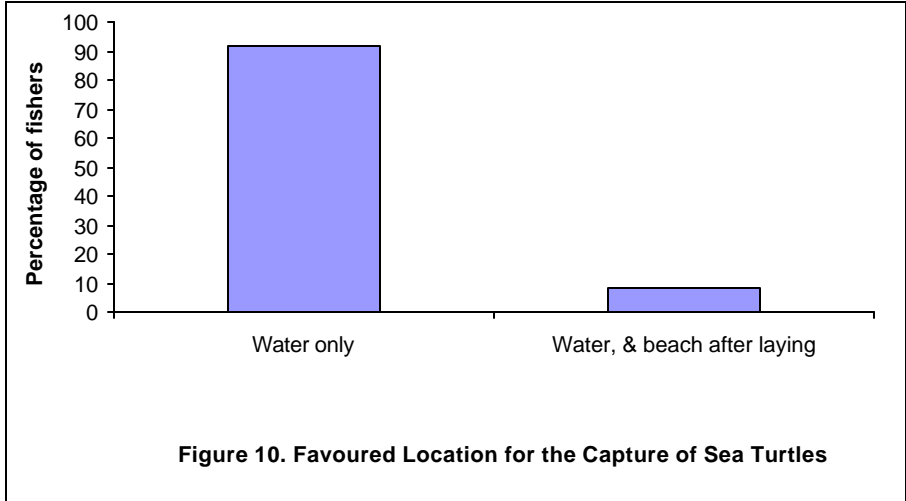 Percentage of fishers
100
90
80
70
60
50
40
30
20
10
0
Water only
Water, & beach after laying
Figure 10. Favoured Location for the Capture of Sea Turtles